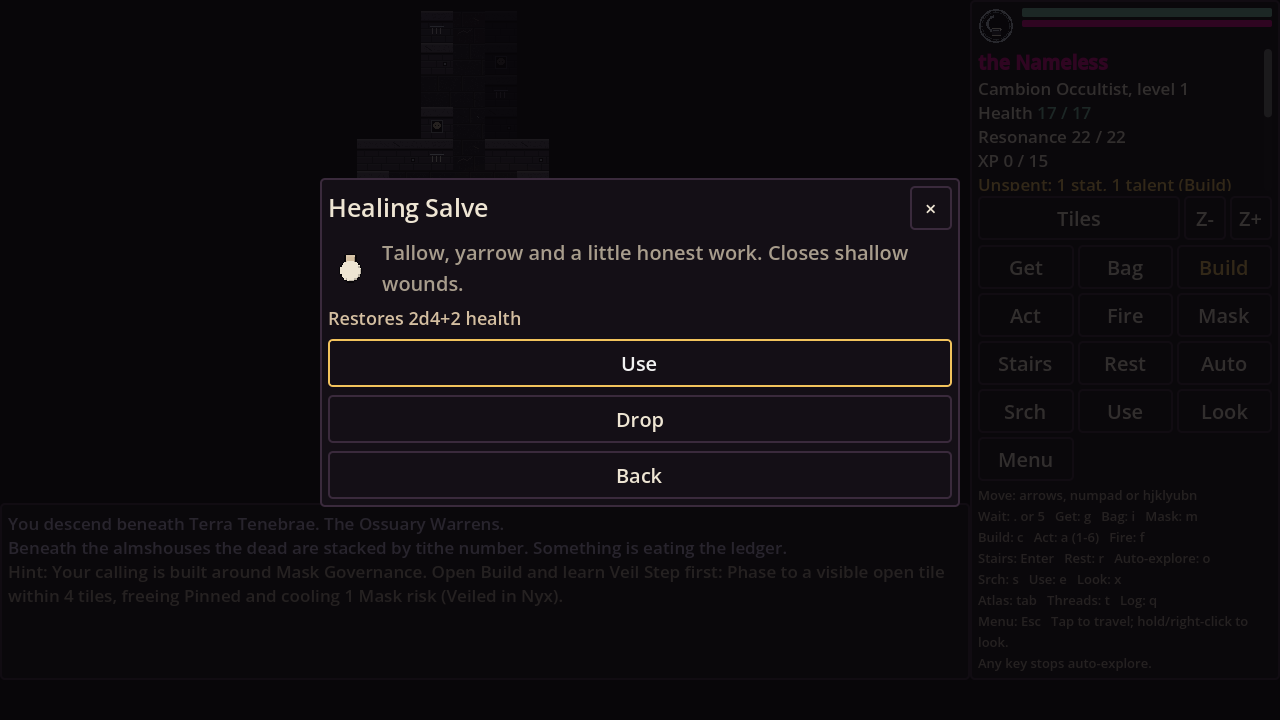 Healing Salve
×
Tallow, yarrow and a little honest work. Closes shallow
wounds.
Restores 2d4+2 health
Use
Drop
Back
the Nameless
Cambion Occultist, level 1
Health 17 / 17
Resonance 22 / 22
XP 0 / 15
Unspent: 1 stat, 1 talent (Build)
Tiles Z- Z+
Get Bag Build
Act Fire Mask
Stairs Rest Auto
Srch Use Look
Menu
Move: arrows, numpad or hjklyubn
Wait: . or 5 Get: g Bag: i Mask: m
Build: c Act: a (1-6) Fire: f
Stairs: Enter Rest: r Auto-explore: o
Srch: s Use: e Look: x
Atlas: tab Threads: t Log: q
Menu: Esc Tap to travel; hold/right-click to
look.
Any key stops auto-explore.
You descend beneath Terra Tenebrae. The Ossuary Warrens.
Beneath the almshouses the dead are stacked by tithe number. Something is eating the ledger.
Hint: Your calling is built around Mask Governance. Open Build and learn Veil Step first: Phase to a visible open tile
within 4 tiles, freeing Pinned and cooling 1 Mask risk (Veiled in Nyx).